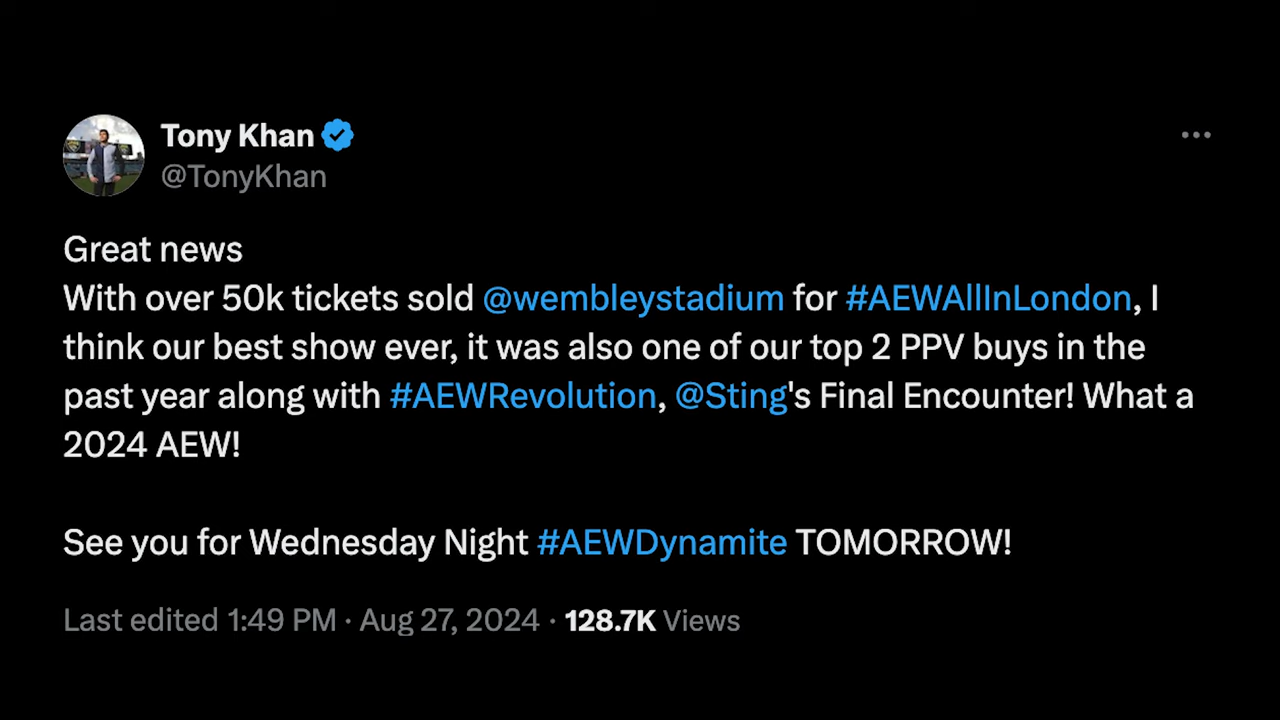 Tony Khan
@TonyKhan
Great news
With over 50k tickets sold @wembleystadium for #AEWAllInLondon, I
think our best show ever, it was also one of our top 2 PPV buys in the
past year along with #AEWRevolution, @Sting's Final Encounter! What a
2024 AEW!
See you for Wednesday Night #AEWDynamite TOMORROW!
Last edited 1:49 PM · Aug 27, 2024 · 128.7K Views